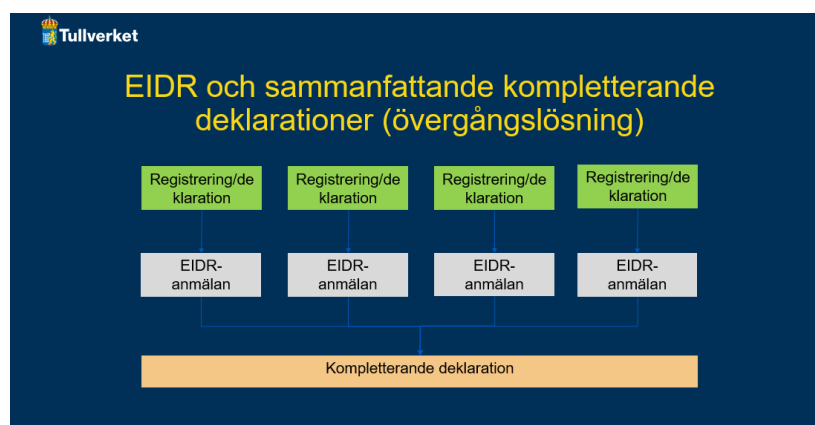 Tullverket
EIDR och sammanfattande kompletterande
deklarationer (övergångslösning)
Registrering/de
klaration
Registrering/de
klaration
Registrering/de
klaration
Registrering/de
klaration
EIDR-
anmälan
EIDR-
anmälan
EIDR-
anmälan
EIDR-
anmälan
Kompletterande deklaration